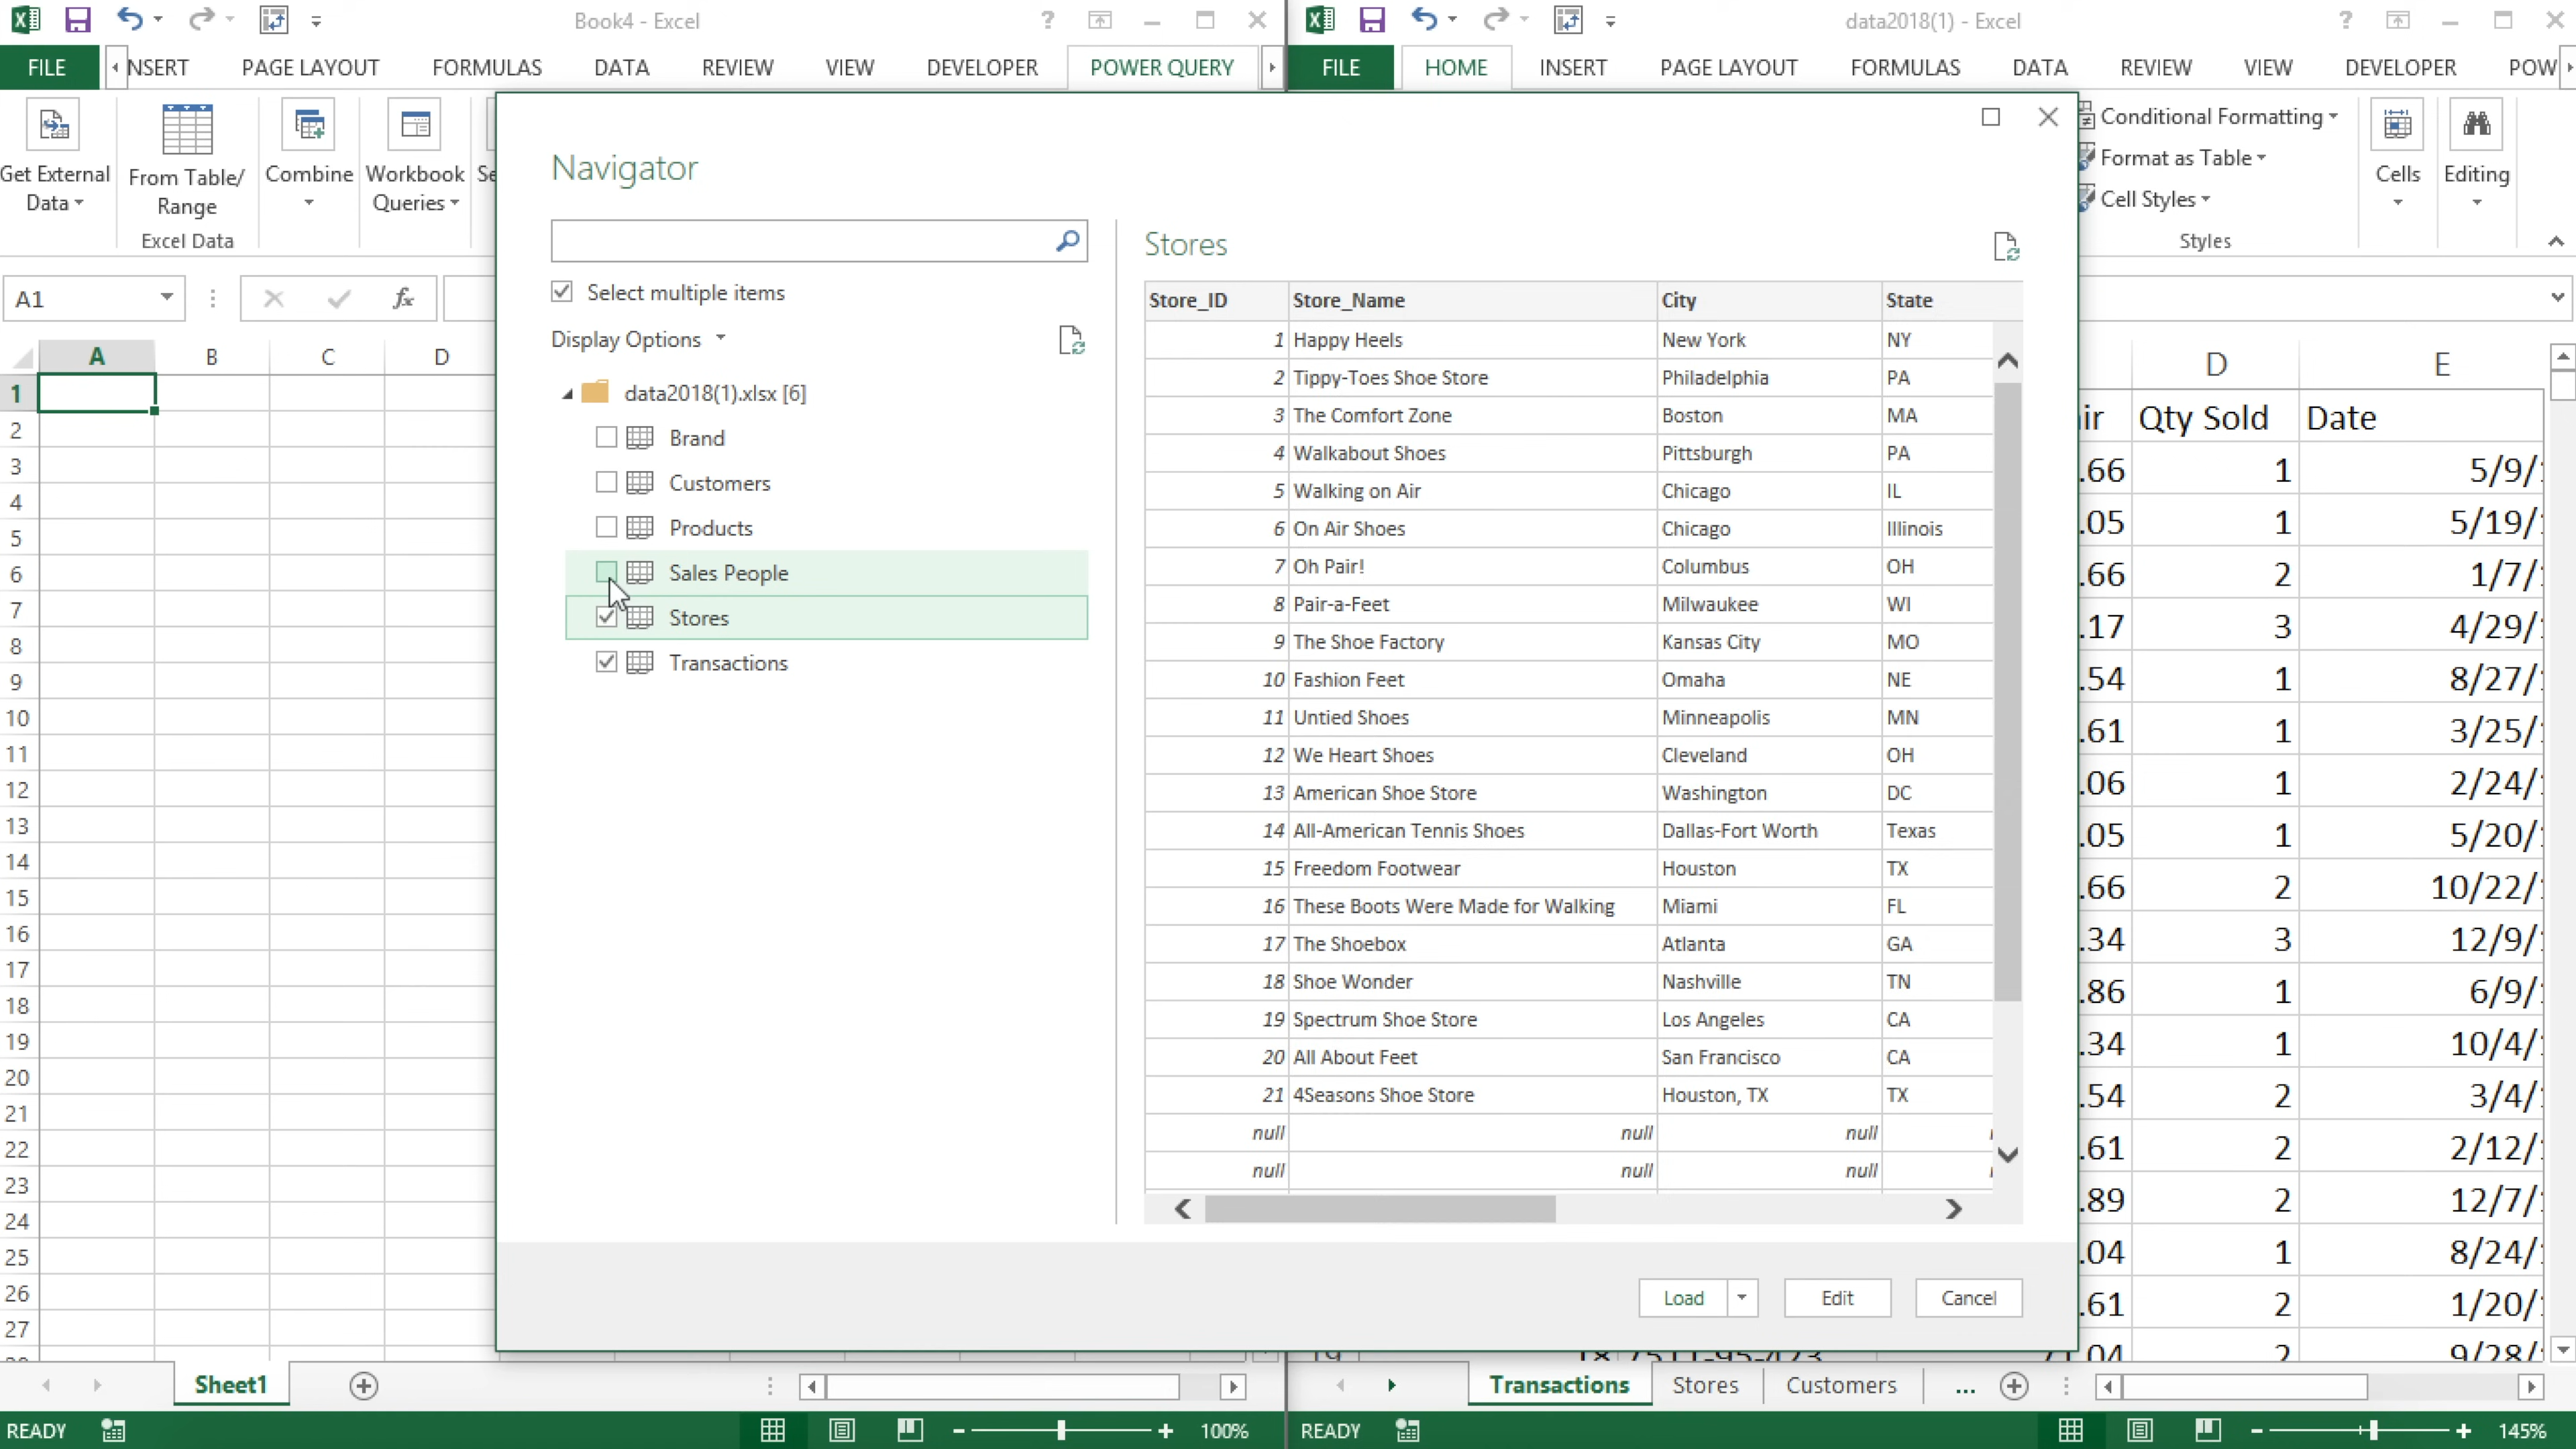 Book4 - Excel
data2018(1) - Excel
FILE NSERT PAGE LAYOUT FORMULAS DATA REVIEW VIEW DEVELOPER POWER QUERY
FILE HOME INSERT PAGE LAYOUT FORMULAS DATA REVIEW VIEW DEVELOPER POW
Get External Data
From Table/ Range
Combine
Workbook Queries
Se
Excel Data
Conditional Formatting
Format as Table
Cell Styles
Styles
Cells
Editing
A1
fx
A B C D
1
2
3
4
5
6
7
8
9
10
11
12
13
14
15
16
17
18
19
20
21
22
23
24
25
26
27
Navigator
Select multiple items
Display Options
data2018(1).xlsx [6]
Brand
Customers
Products
Sales People
Stores
Transactions
Stores
Store_ID Store_Name City State
1 Happy Heels New York NY
2 Tippy-Toes Shoe Store Philadelphia PA
3 The Comfort Zone Boston MA
4 Walkabout Shoes Pittsburgh PA
5 Walking on Air Chicago IL
6 On Air Shoes Chicago Illinois
7 Oh Pair! Columbus OH
8 Pair-a-Feet Milwaukee WI
9 The Shoe Factory Kansas City MO
10 Fashion Feet Omaha NE
11 Untied Shoes Minneapolis MN
12 We Heart Shoes Cleveland OH
13 American Shoe Store Washington DC
14 All-American Tennis Shoes Dallas-Fort Worth Texas
15 Freedom Footwear Houston TX
16 These Boots Were Made for Walking Miami FL
17 The Shoebox Atlanta GA
18 Shoe Wonder Nashville TN
19 Spectrum Shoe Store Los Angeles CA
20 All About Feet San Francisco CA
21 4Seasons Shoe Store Houston, TX TX
null null null
null null null
Load Edit Cancel
D E
ir Qty Sold Date
.66 1 5/9/
.05 1 5/19/
.66 2 1/7/
.17 3 4/29/
.54 1 8/27/
.61 1 3/25/
.06 1 2/24/
.05 1 5/20/
.66 2 10/22/
.34 3 12/9/
.86 1 6/9/
.34 1 10/4/
.54 2 3/4/
.61 2 2/12/
.89 2 12/7/
.04 1 8/24/
.61 2 1/20/
.04 2 9/28/
Sheet1
Transactions Stores Customers ...
READY 100%
READY 145%